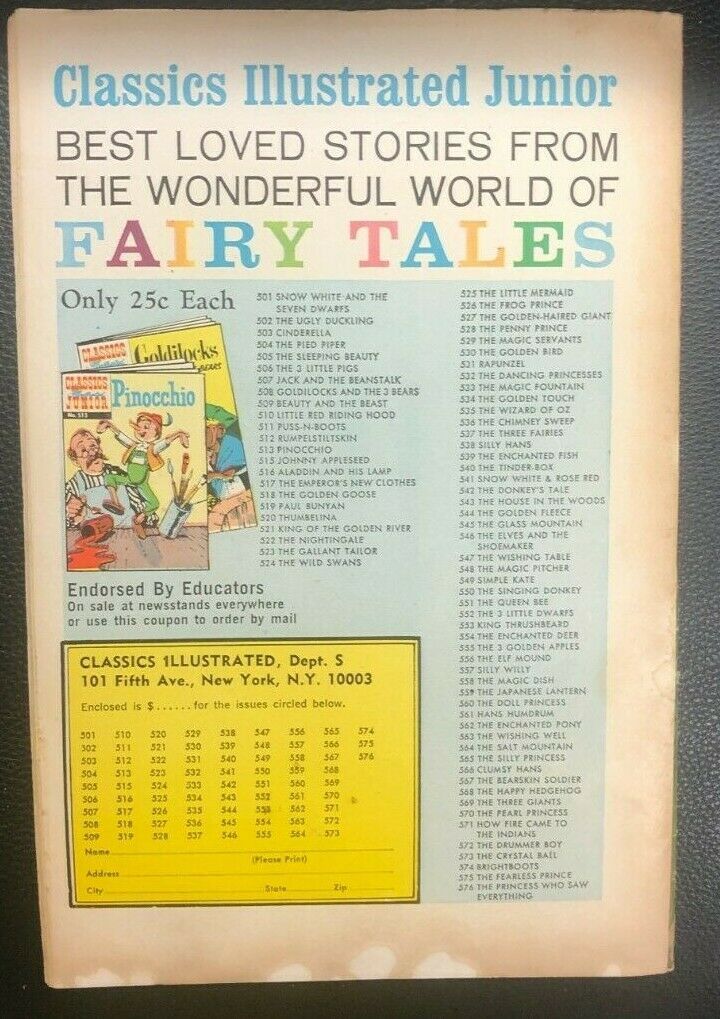 Classics Illustrated Junior
BEST LOVED STORIES FROM
THE WONDERFUL WORLD OF
FAIRY TALES
Only 25c Each
CLASSICS
Goldilocks
BEARS
CLASSICS
JUNIOR
Pinocchio
No. 513
Endorsed By Educators
On sale at newsstands everywhere
or use this coupon to order by mail
501 SNOW WHITE AND THE
SEVEN DWARFS
502 THE UGLY DUCKLING
503 CINDERELLA
504 THE PIED PIPER
505 THE SLEEPING BEAUTY
506 THE 3 LITTLE PIGS
507 JACK AND THE BEANSTALK
508 GOLDILOCKS AND THE 3 BEARS
509 BEAUTY AND THE BEAST
510 LITTLE RED RIDING HOOD
511 PUSS-N-BOOTS
512 RUMPELSTILTSKIN
513 PINOCCHIO
515 JOHNNY APPLESEED
516 ALADDIN AND HIS LAMP
517 THE EMPEROR'S NEW CLOTHES
518 THE GOLDEN GOOSE
519 PAUL BUNYAN
520 THUMBELINA
521 KING OF THE GOLDEN RIVER
522 THE NIGHTINGALE
523 THE GALLANT TAILOR
524 THE WILD SWANS
525 THE LITTLE MERMAID
526 THE FROG PRINCE
527 THE GOLDEN-HAIRED GIANT
528 THE PENNY PRINCE
529 THE MAGIC SERVANTS
530 THE GOLDEN BIRD
531 RAPUNZEL
532 THE DANCING PRINCESSES
533 THE MAGIC FOUNTAIN
534 THE GOLDEN TOUCH
535 THE WIZARD OF OZ
536 THE CHIMNEY SWEEP
537 THE THREE FAIRIES
538 SILLY HANS
539 THE ENCHANTED FISH
540 THE TINDER-BOX
541 SNOW WHITE & ROSE RED
542 THE DONKEY'S TALE
543 THE HOUSE IN THE WOODS
544 THE GOLDEN FLEECE
545 THE GLASS MOUNTAIN
546 THE ELVES AND THE
SHOEMAKER
547 THE WISHING TABLE
548 THE MAGIC PITCHER
549 SIMPLE KATE
550 THE SINGING DONKEY
551 THE QUEEN BEE
552 THE 3 LITTLE DWARFS
553 KING THRUSHBEARD
554 THE ENCHANTED DEER
555 THE 3 GOLDEN APPLES
556 THE ELF MOUND
557 SILLY WILLY
558 THE MAGIC DISH
559 THE JAPANESE LANTERN
560 THE DOLL PRINCESS
561 HANS HUMDRUM
562 THE ENCHANTED PONY
563 THE WISHING WELL
564 THE SALT MOUNTAIN
565 THE SILLY PRINCESS
566 CLUMSY HANS
567 THE BEARSKIN SOLDIER
568 THE HAPPY HEDGEHOG
569 THE THREE GIANTS
570 THE PEARL PRINCESS
571 HOW FIRE CAME TO
THE INDIANS
572 THE DRUMMER BOY
573 THE CRYSTAL BALL
574 BRIGHTBOOTS
575 THE FEARLESS PRINCE
576 THE PRINCESS WHO SAW
EVERYTHING
CLASSICS ILLUSTRATED, Dept. S
101 Fifth Ave., New York, N.Y. 10003
Enclosed is $...... for the issues circled below.
501 510 520 529 538 547 556 565 574
502 511 521 530 539 548 557 566 575
503 512 522 531 540 549 558 567 576
504 513 523 532 541 550 559 568
505 515 524 533 542 551 560 569
506 516 525 534 543 552 561 570
507 517 526 535 544 553 562 571
508 518 527 536 545 554 563 572
509 519 528 537 546 555 564 573
Name
(Please Print)
Address
City State Zip